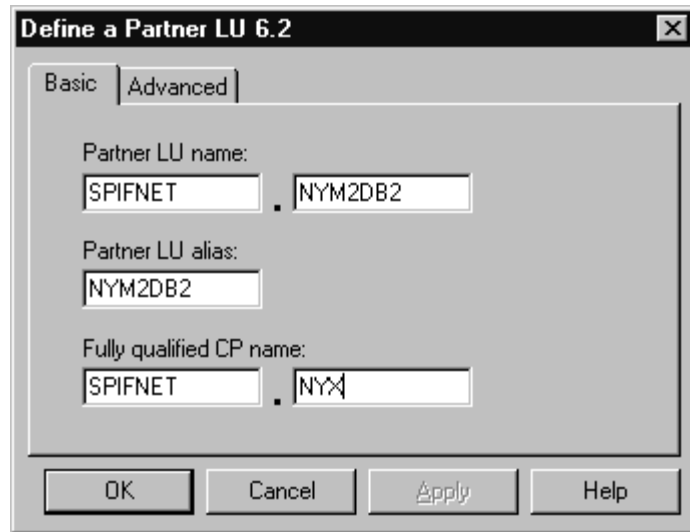 Define a Partner LU 6.2
Basic Advanced
Partner LU name:
SPIFNET . NYM2DB2
Partner LU alias:
NYM2DB2
Fully qualified CP name:
SPIFNET . NYX
OK Cancel Apply Help